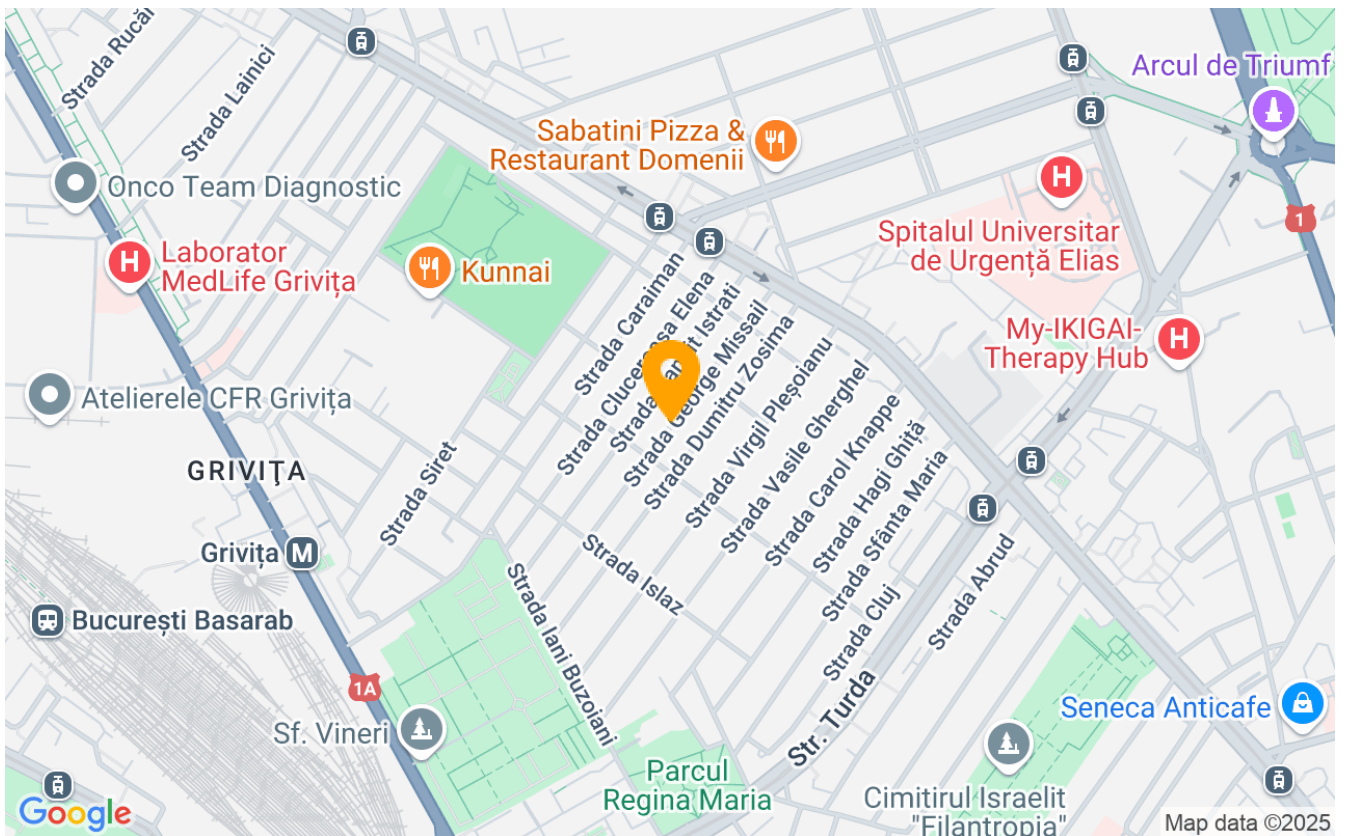 Strada Rucăr
Strada Lainici
Arcul de Triumf
Sabatini Pizza &
Restaurant Domenii
Onco Team Diagnostic
H
Spitalul Universitar
de Urgență Elias
1
H
Laborator
MedLife Grivița
Kunnai
Strada Caraiman
Strada Clucereasa Elena
Istrati
Strada George Missail
Strada Dumitru Zosima
Strada Virgil Pleșoianu
Strada Vasile Gherghel
Strada Carol Knappe
Strada Hagi Ghiță
Strada Sfânta Maria
My-IKIGAI-
Therapy Hub
H
Atelierele CFR Grivița
GRIVIŢA
Strada Siret
Grivița M
Strada Islaz
Strada Iani Buzoiani
Strada Cluj
Strada Abrud
București Basarab
1A
Sf. Vineri
Str. Turda
Seneca Anticafe
Parcul
Regina Maria
Cimitirul Israelit
"Filantropia"
Google
Map data ©2025